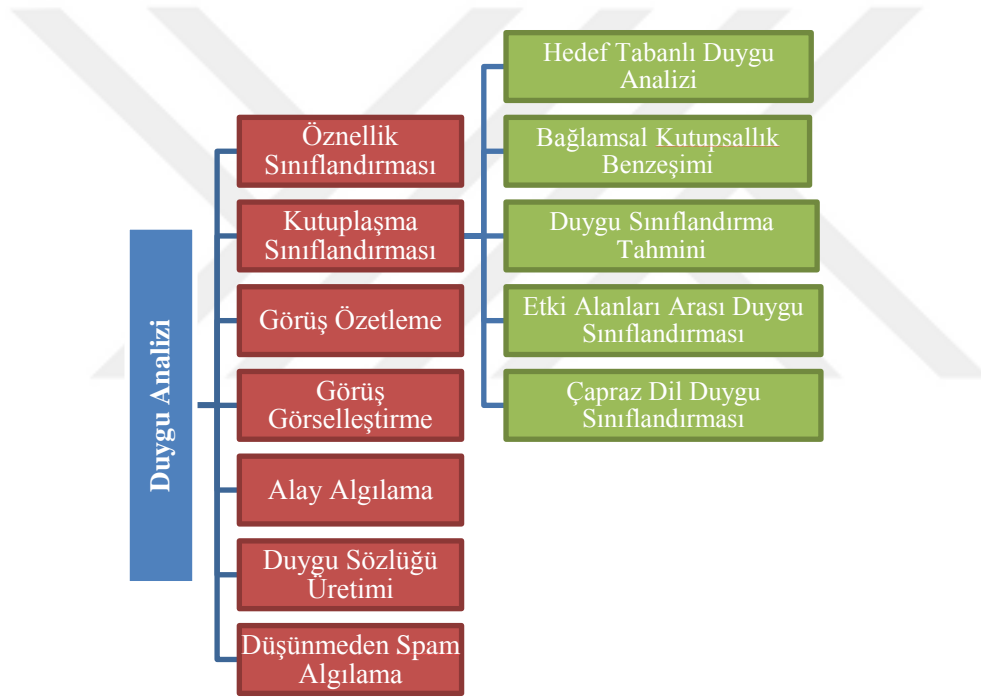 Duygu Analizi
Öznellik
Sınıflandırması
Kutuplaşma
Sınıflandırması
Görüş Özetleme
Görüş
Görselleştirme
Alay Algılama
Duygu Sözlüğü
Üretimi
Düşünmeden Spam
Algılama
Hedef Tabanlı Duygu
Analizi
Bağlamsal Kutupsallık
Benzeşimi
Duygu Sınıflandırma
Tahmini
Etki Alanları Arası Duygu
Sınıflandırması
Çapraz Dil Duygu
Sınıflandırması